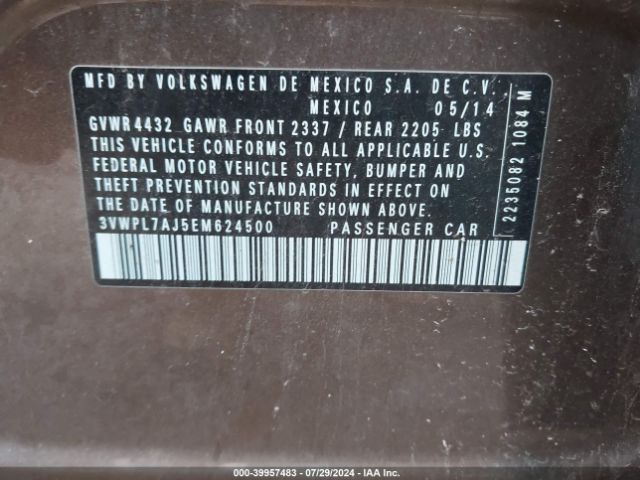 MFD BY VOLKSWAGEN DE MEXICO S.A. DE C.V.
MEXICO 05/14
GVWR 4432 GAWR FRONT 2337 / REAR 2205 LBS
THIS VEHICLE CONFORMS TO ALL APPLICABLE U.S.
FEDERAL MOTOR VEHICLE SAFETY, BUMPER AND
THEFT PREVENTION STANDARDS IN EFFECT ON
THE DATE OF MANUFACTURE SHOWN ABOVE.
3VWPL7AJ5EM624500 PASSENGER CAR
2235082 1084 M
000-39957483 - 07/29/2024 - IAA Inc.